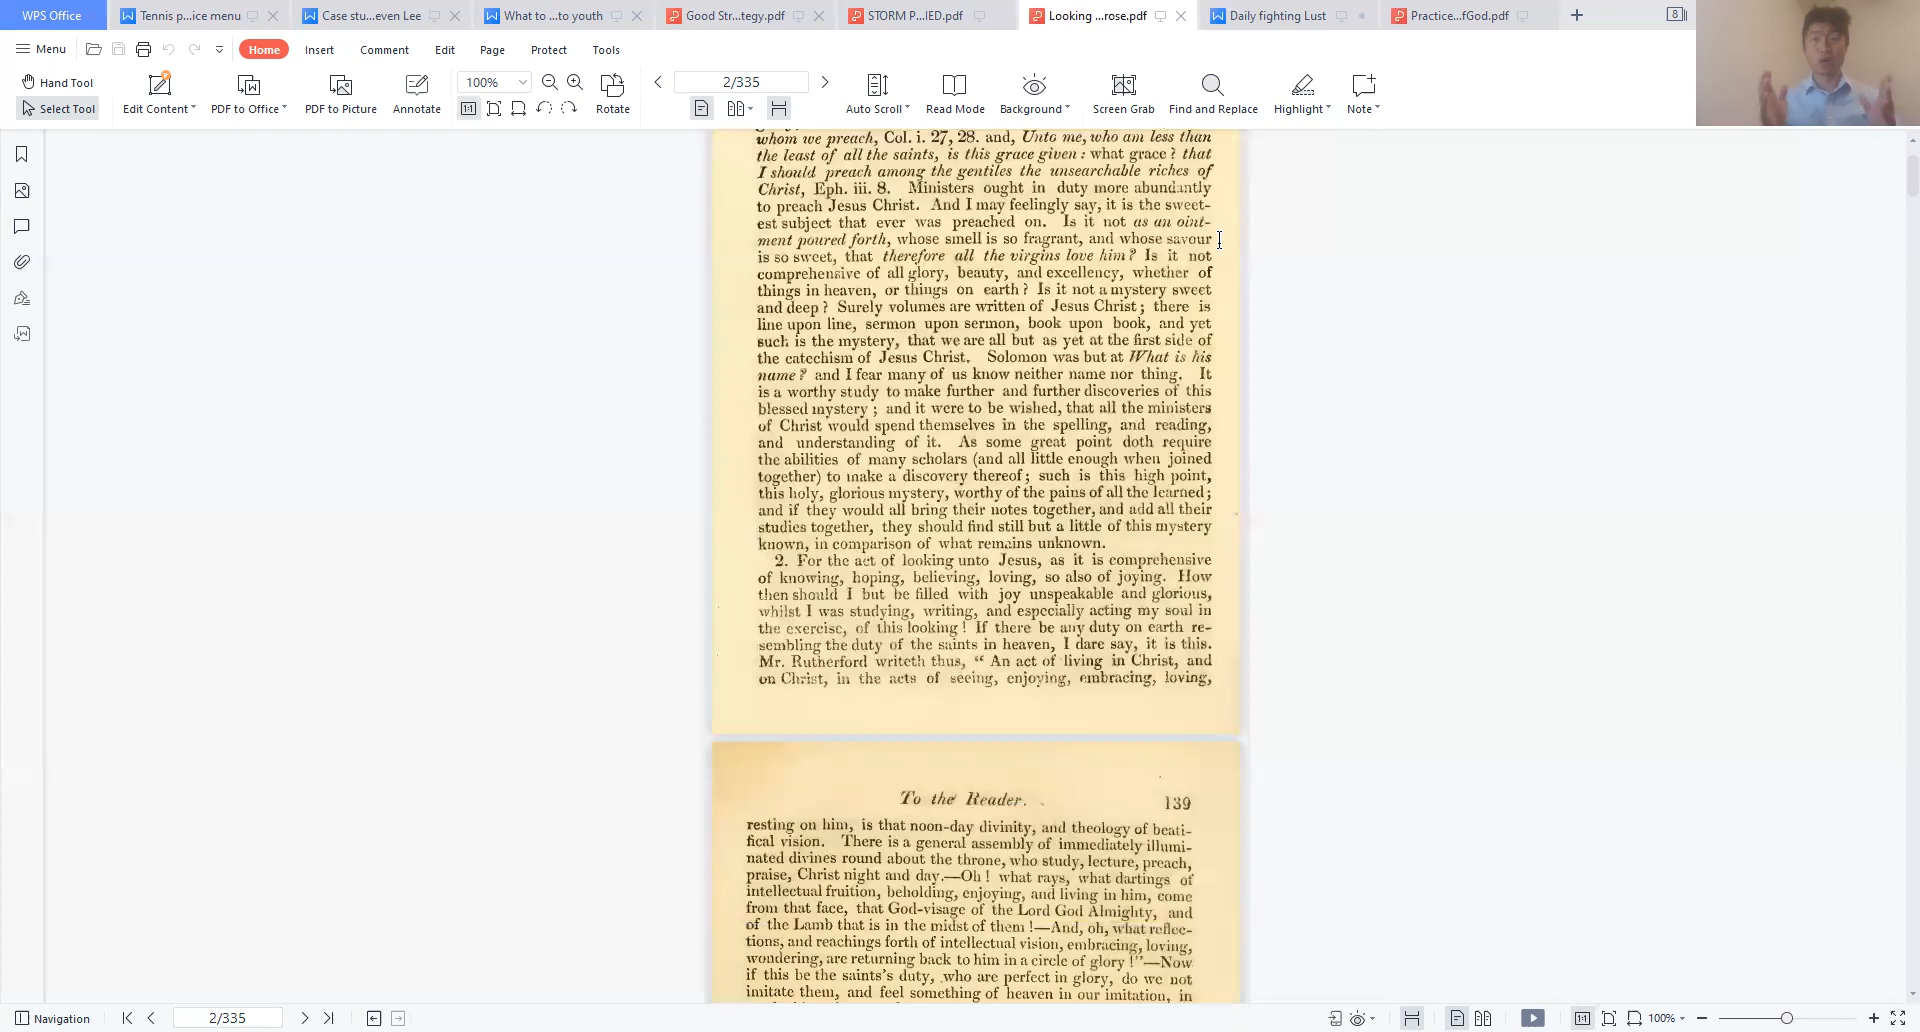 WPS Office
Tennis p...ice menu
Case stu...even Lee
What to ...to youth
Good Str...tegy.pdf
STORM P...IED.pdf
Looking ...rose.pdf
Daily fighting Lust
Practice...fGod.pdf
8
Menu
Home
Insert
Comment
Edit
Page
Protect
Tools
Hand Tool
Select Tool
Edit Content
PDF to Office
PDF to Picture
Annotate
100%
1:1
Rotate
2/335
Auto Scroll
Read Mode
Background
Screen Grab
Find and Replace
Highlight
Note
whom we preach, Col. i. 27, 28. and, Unto me, who am less than
the least of all the saints, is this grace given: what grace? that
I should preach among the gentiles the unsearchable riches of
Christ, Eph. iii. 8. Ministers ought in duty more abundantly
to preach Jesus Christ. And I may feelingly say, it is the sweet-
est subject that ever was preached on. Is it not as an oint-
ment poured forth, whose smell is so fragrant, and whose savour
is so sweet, that therefore all the virgins love him? Is it not
comprehensive of all glory, beauty, and excellency, whether of
things in heaven, or things on earth? Is it not a mystery sweet
and deep? Surely volumes are written of Jesus Christ; there is
line upon line, sermon upon sermon, book upon book, and yet
such is the mystery, that we are all but as yet at the first side of
the catechism of Jesus Christ. Solomon was but at What is his
name? and I fear many of us know neither name nor thing. It
is a worthy study to make further and further discoveries of this
blessed mystery; and it were to be wished, that all the ministers
of Christ would spend themselves in the spelling, and reading,
and understanding of it. As some great point doth require
the abilities of many scholars (and all little enough when joined
together) to make a discovery thereof; such is this high point,
this holy, glorious mystery, worthy of the pains of all the learned;
and if they would all bring their notes together, and add all their
studies together, they should find still but a little of this mystery
known, in comparison of what remains unknown.
2. For the act of looking unto Jesus, as it is comprehensive
of knowing, hoping, believing, loving, so also of joying. How
then should I but be filled with joy unspeakable and glorious,
whilst I was studying, writing, and especially acting my soul in
the exercise, of this looking! If there be any duty on earth re-
sembling the duty of the saints in heaven, I dare say, it is this.
Mr. Rutherford writeth thus, "An act of living in Christ, and
on Christ, in the acts of seeing, enjoying, embracing, loving,
To the Reader. 139
resting on him, is that noon-day divinity, and theology of beati-
fical vision. There is a general assembly of immediately illumi-
nated divines round about the throne, who study, lecture, preach,
praise, Christ night and day.—Oh! what rays, what dartings of
intellectual fruition, beholding, enjoying, and living in him, come
from that face, that God-visage of the Lord God Almighty, and
of the Lamb that is in the midst of them!—And, oh, what reflec-
tions, and reachings forth of intellectual vision, embracing, loving,
wondering, are returning back to him in a circle of glory!"—Now
if this be the saints's duty, who are perfect in glory, do we not
imitate them, and feel something of heaven in our imitation, in
Navigation
2/335
1:1
100%